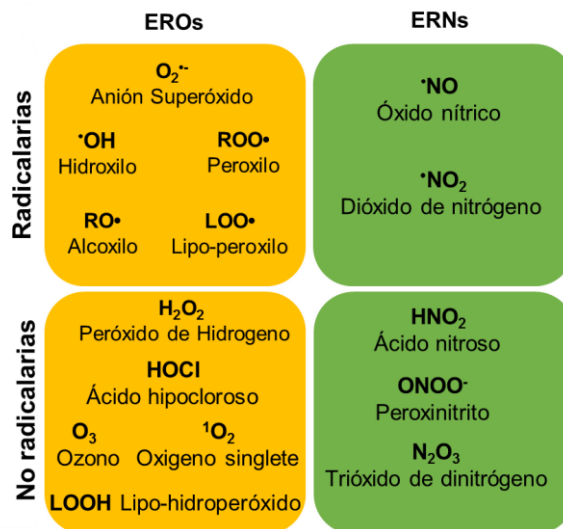 EROs
ERNs
Radicalarias
O₂•-
Anión Superóxido
•OH
Hidroxilo
ROO•
Peroxilo
RO•
Alcoxilo
LOO•
Lipo-peroxilo
•NO
Óxido nítrico
•NO₂
Dióxido de nitrógeno
No radicalarias
H₂O₂
Peróxido de Hidrogeno
HOCl
Ácido hipocloroso
O₃
Ozono
¹O₂
Oxigeno singlete
LOOH Lipo-hidroperóxido
HNO₂
Ácido nitroso
ONOO⁻
Peroxinitrito
N₂O₃
Trióxido de dinitrógeno